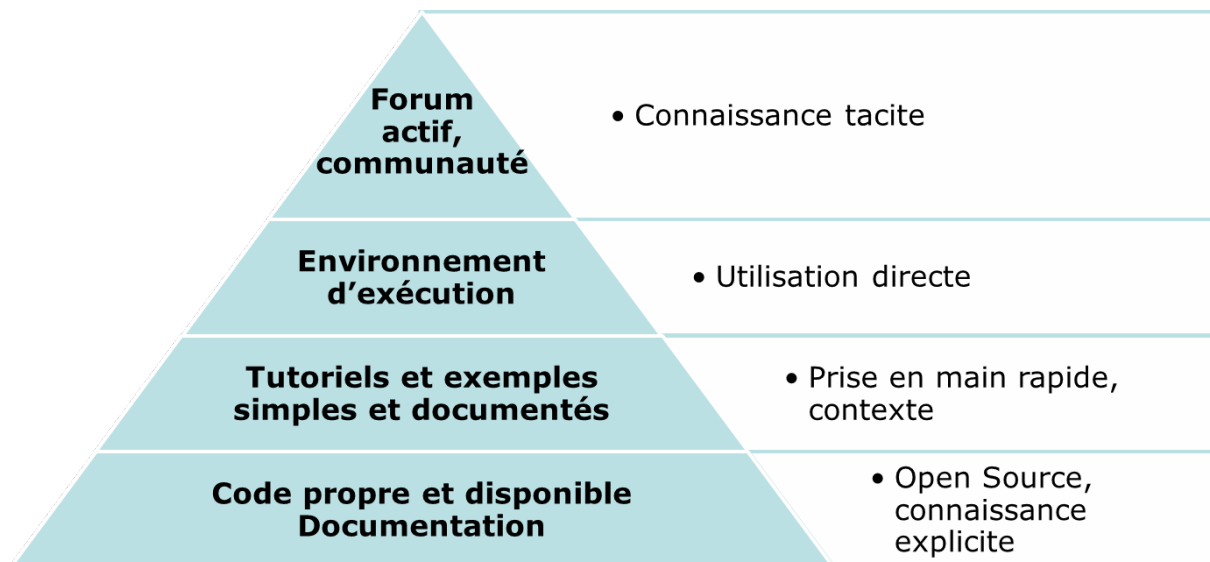 Forum
actif,
communauté
• Connaissance tacite
Environnement
d’exécution
• Utilisation directe
Tutoriels et exemples
simples et documentés
• Prise en main rapide,
contexte
Code propre et disponible
Documentation
• Open Source,
connaissance
explicite